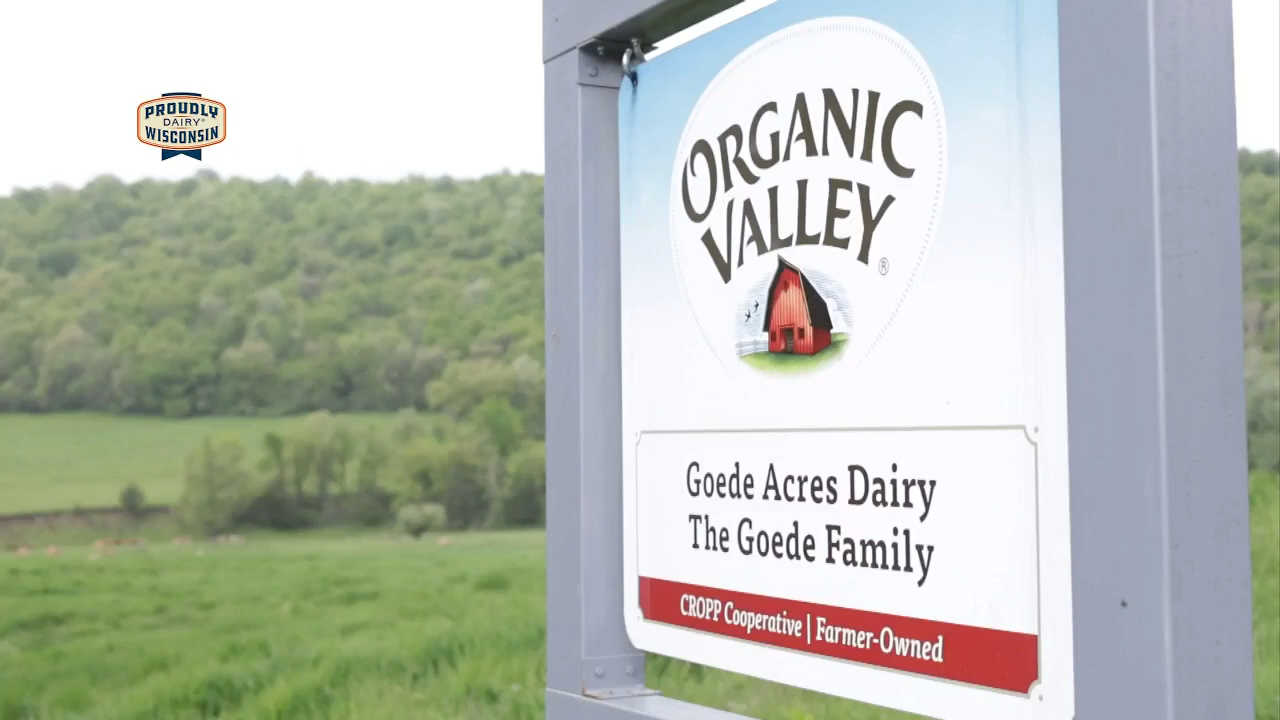 PROUDLY
DAIRY®
WISCONSIN
ORGANIC
VALLEY®
Goede Acres Dairy
The Goede Family
CROPP Cooperative | Farmer-Owned